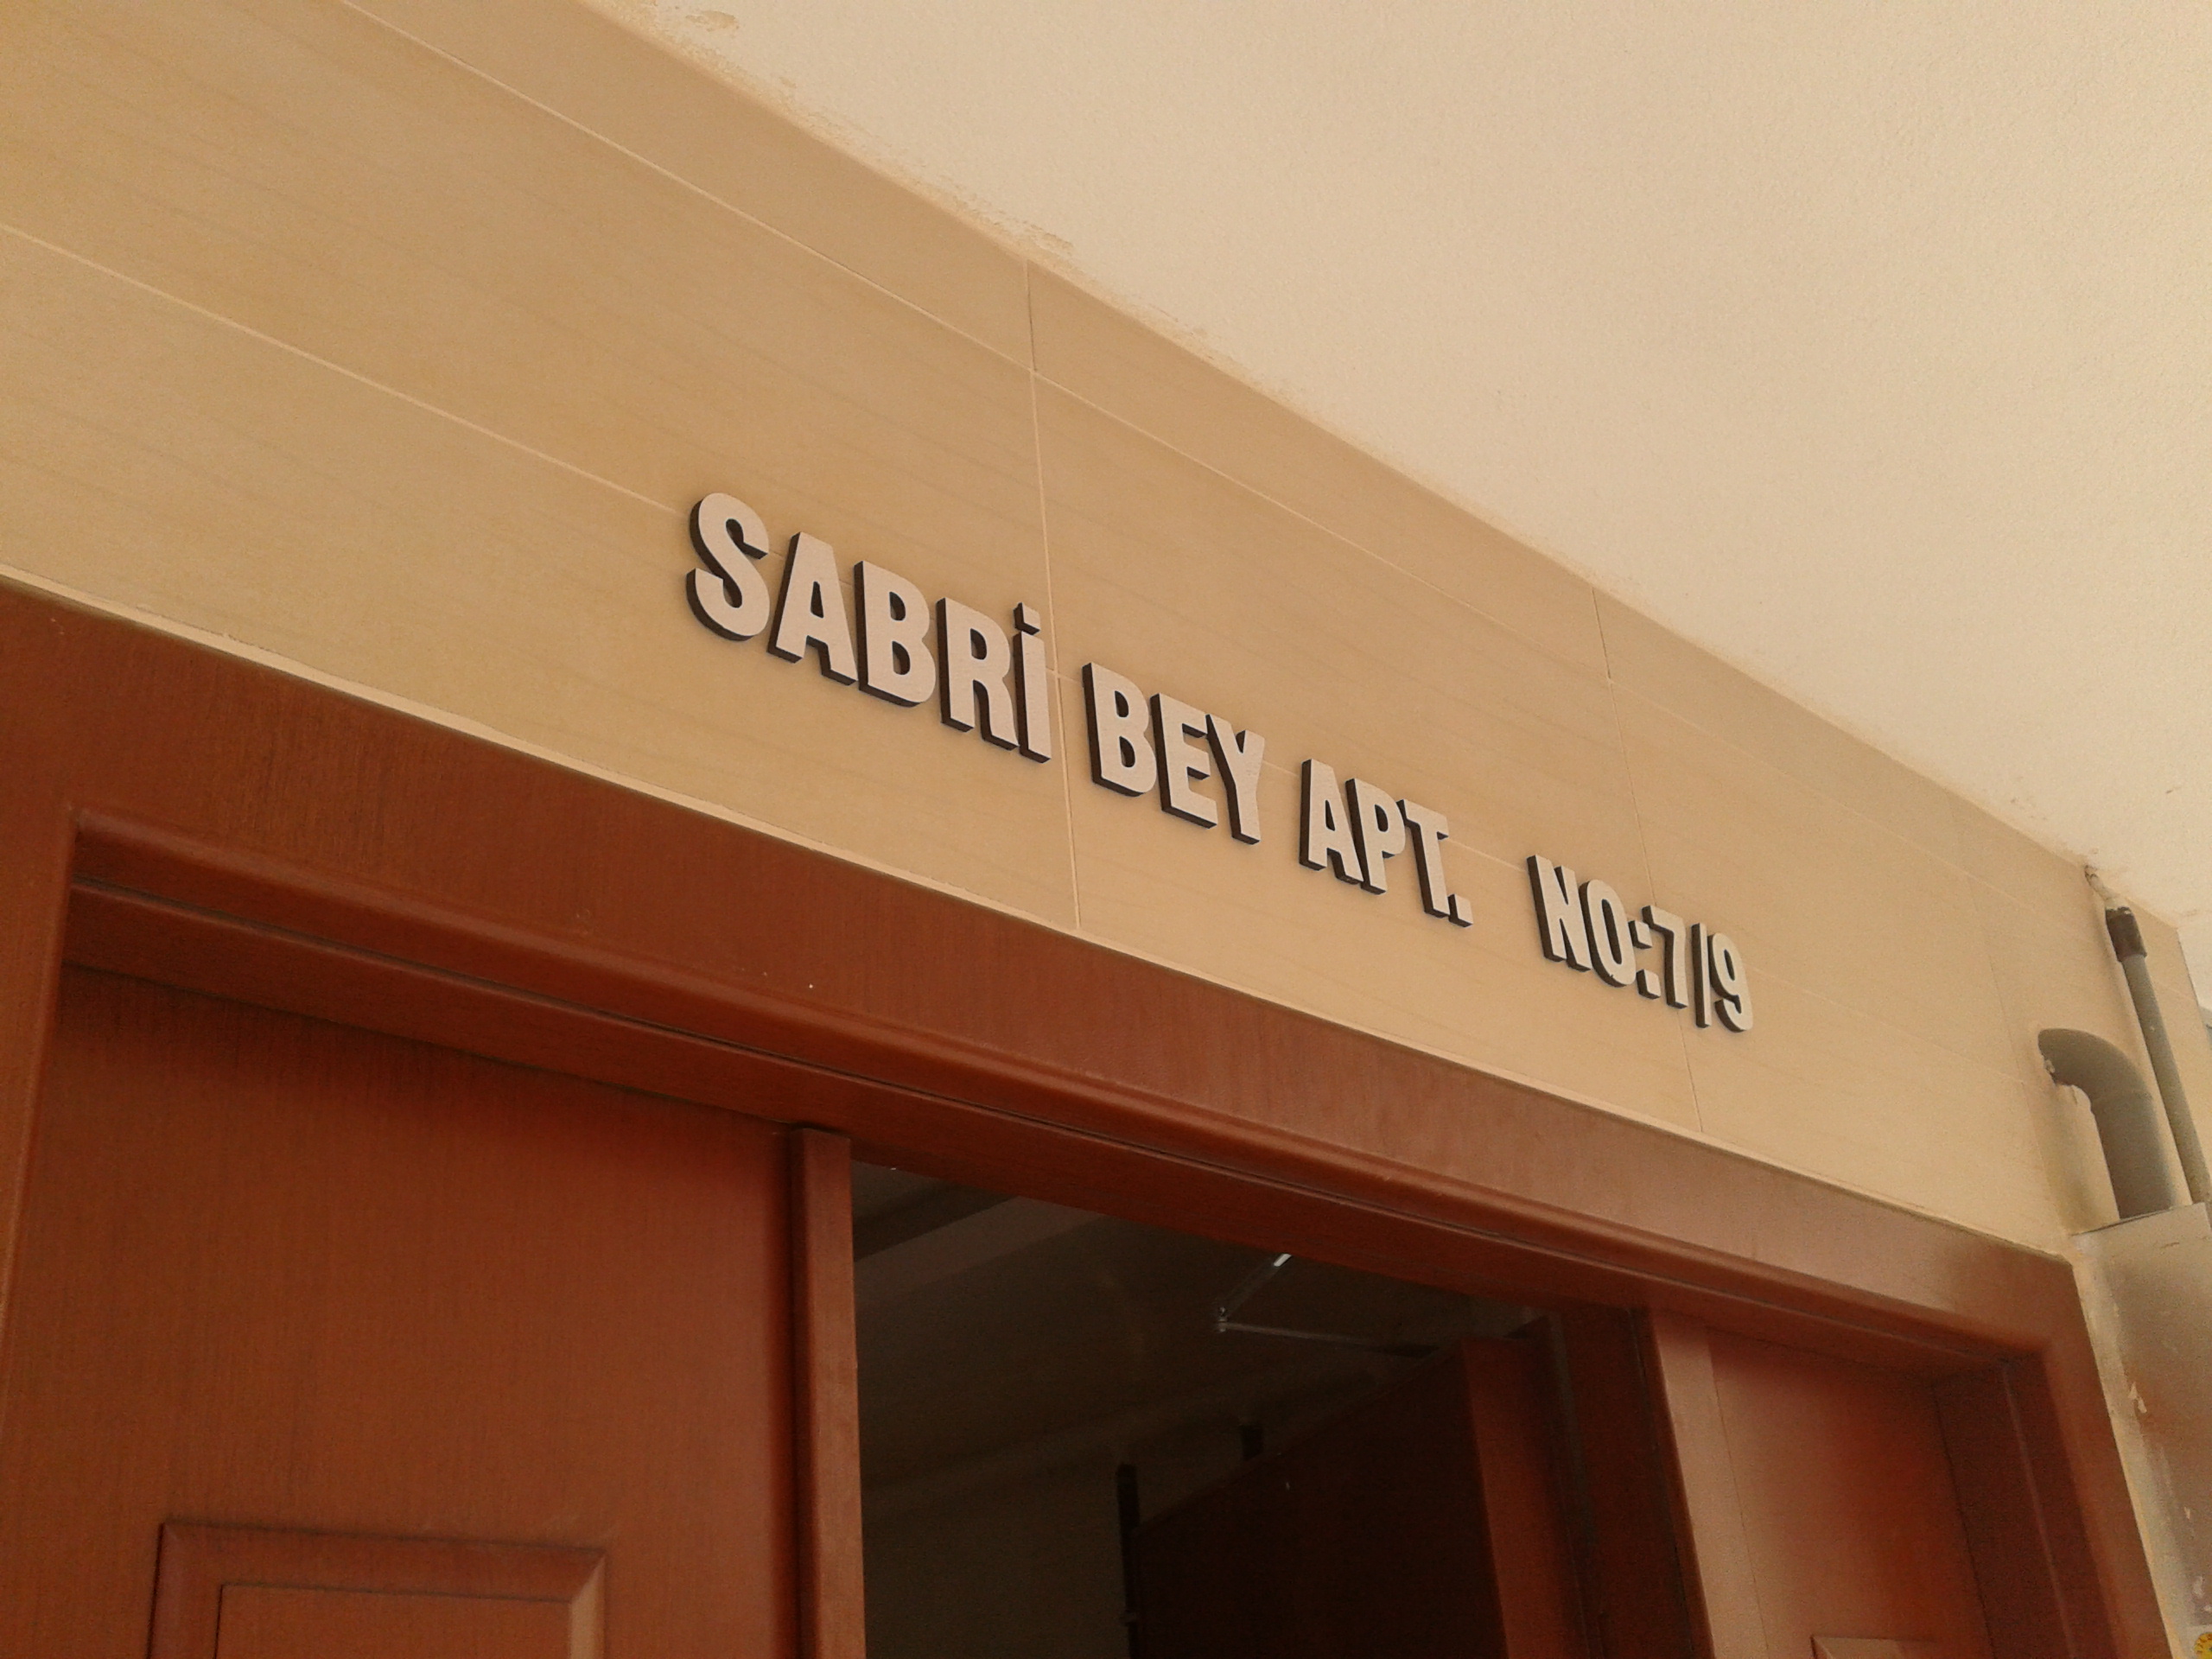 SABRİ BEY APT. NO:7/9